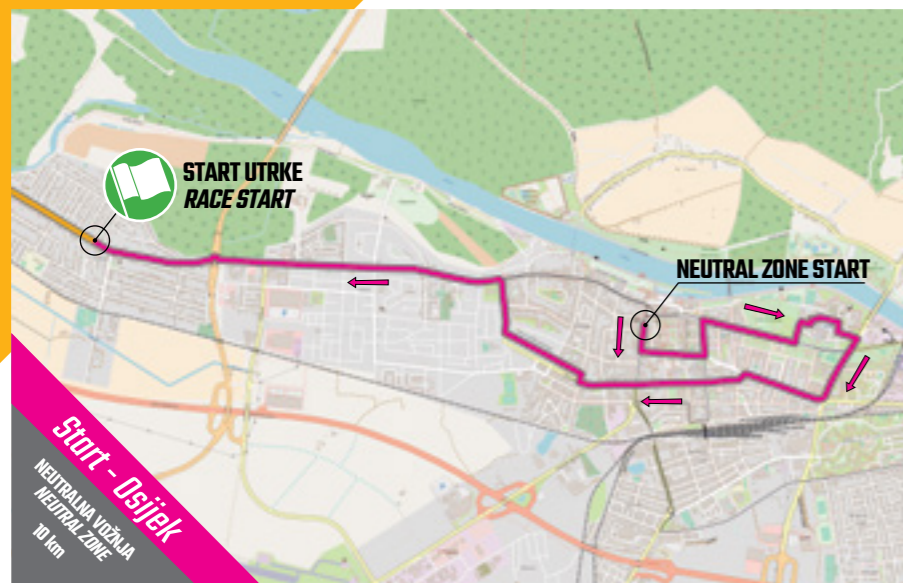 START UTRKE
RACE START
NEUTRAL ZONE START
Start - Osijek
NEUTRALNA VOŽNJA
NEUTRAL ZONE
10 km